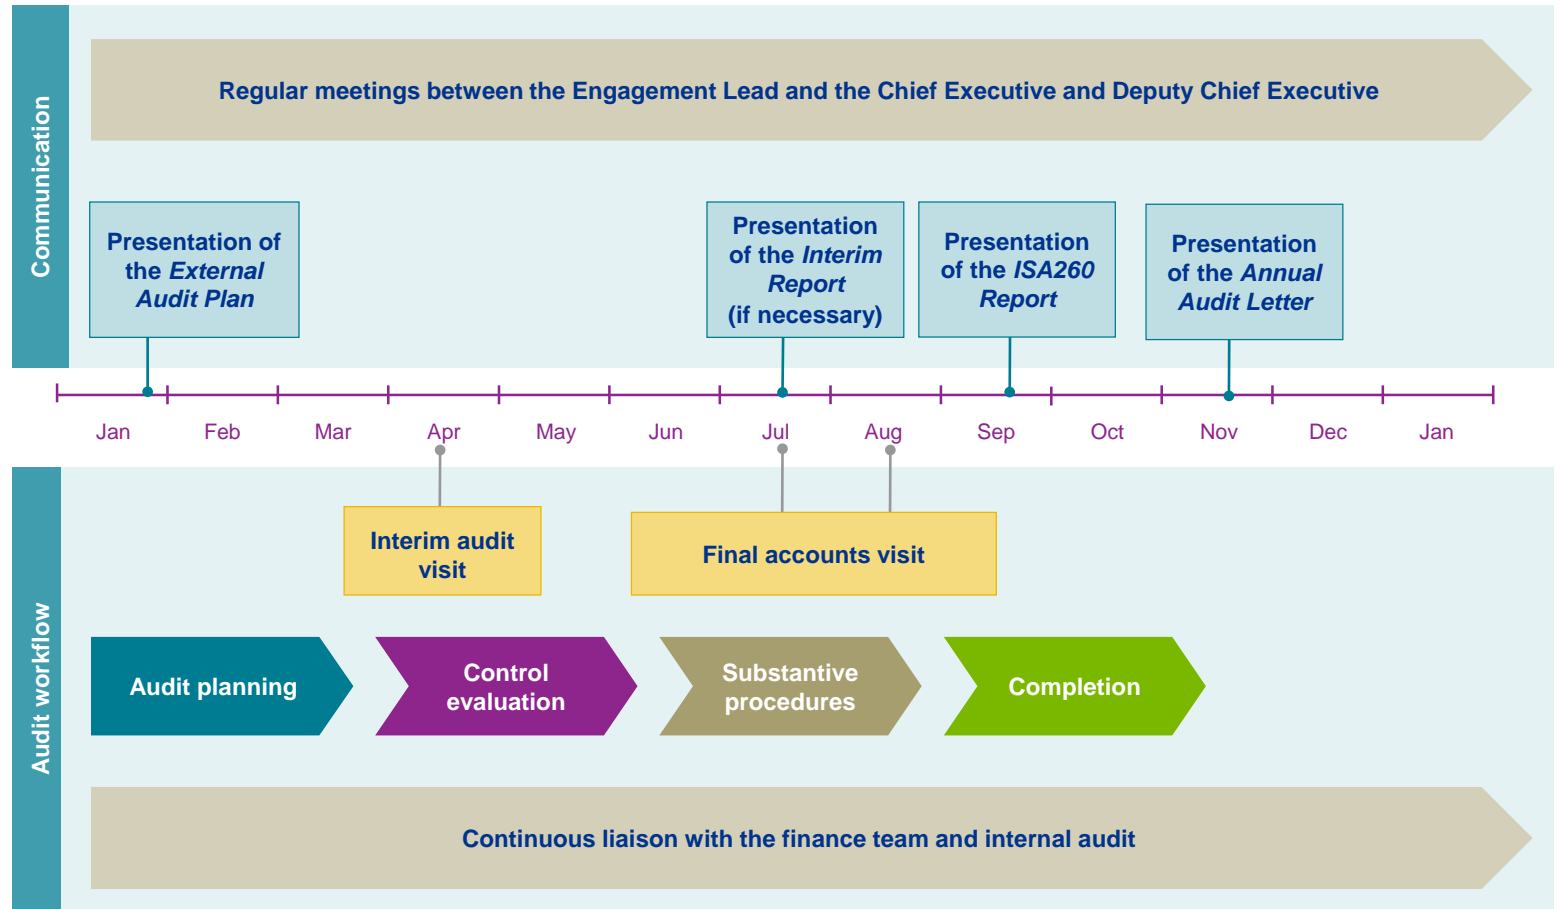 Communication
Regular meetings between the Engagement Lead and the Chief Executive and Deputy Chief Executive
Presentation of
the External
Audit Plan
Presentation
of the Interim
Report
(if necessary)
Presentation
of the ISA260
Report
Presentation
of the Annual
Audit Letter
Jan Feb Mar Apr May Jun Jul Aug Sep Oct Nov Dec Jan
Audit workflow
Interim audit
visit
Final accounts visit
Audit planning
Control
evaluation
Substantive
procedures
Completion
Continuous liaison with the finance team and internal audit